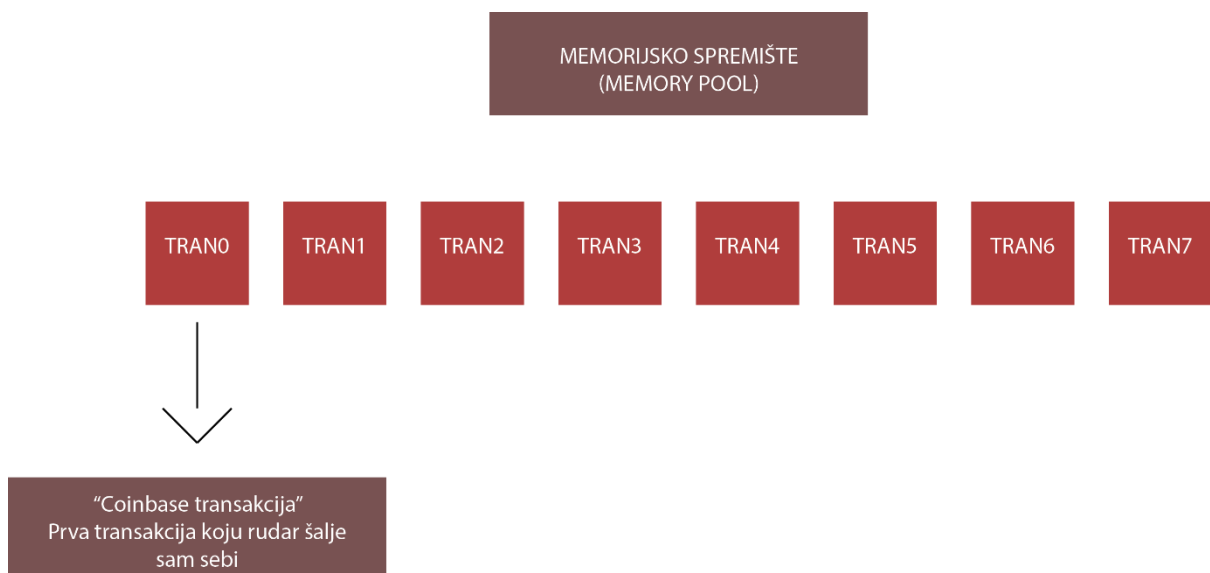 MEMORIJSKO SPREMIŠTE
(MEMORY POOL)
TRAN0
TRAN1
TRAN2
TRAN3
TRAN4
TRAN5
TRAN6
TRAN7
“Coinbase transakcija”
Prva transakcija koju rudar šalje
sam sebi